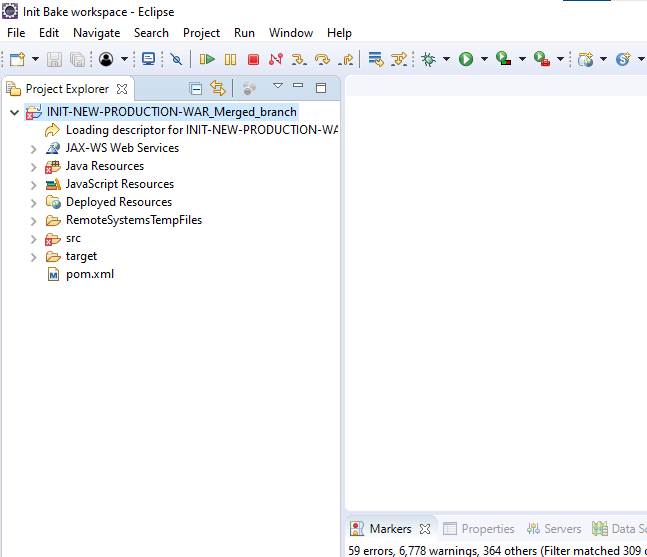 Init Bake workspace - Eclipse
File Edit Navigate Search Project Run Window Help
Project Explorer
INIT-NEW-PRODUCTION-WAR_Merged_branch
Loading descriptor for INIT-NEW-PRODUCTION-WA
JAX-WS Web Services
Java Resources
JavaScript Resources
Deployed Resources
RemoteSystemsTempFiles
src
target
M pom.xml
Markers Properties Servers Data So
59 errors, 6,778 warnings, 364 others (Filter matched 309 o